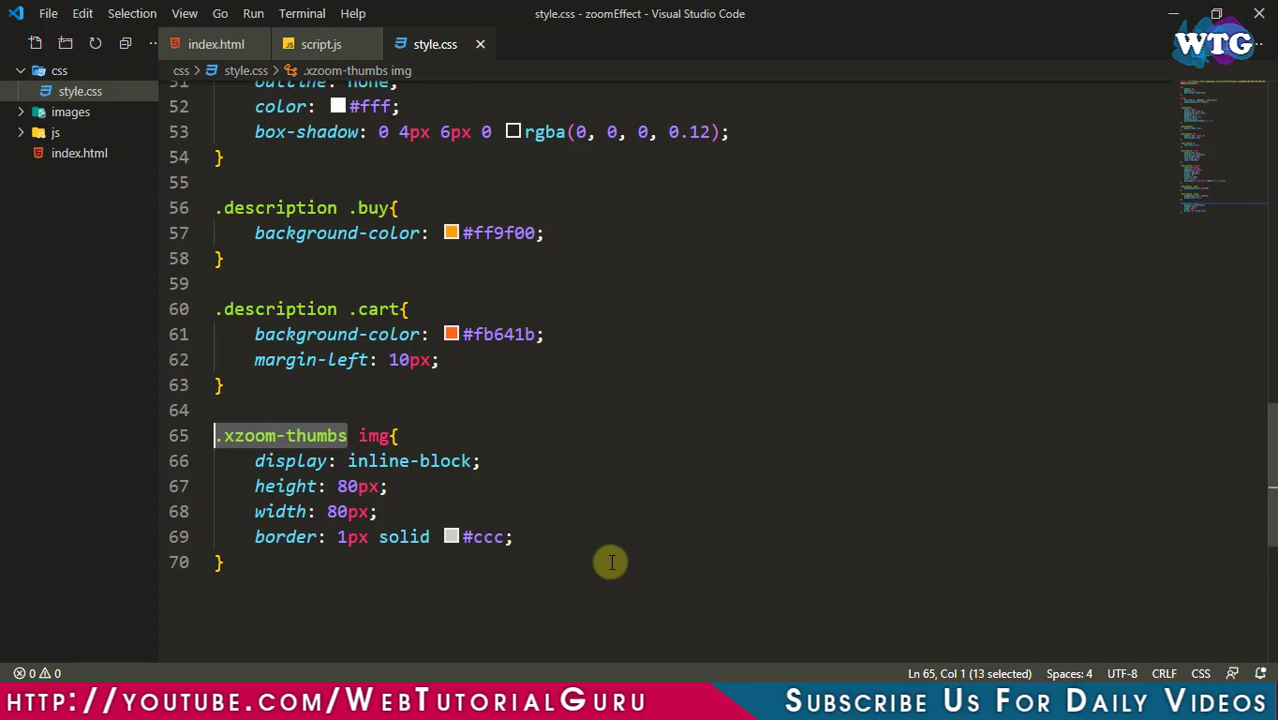 File Edit Selection View Go Run Terminal Help
style.css - zoomEffect - Visual Studio Code
WTG
index.html
script.js
style.css
css
style.css
images
js
index.html
css > style.css > .xzoom-thumbs img
51 outline: none;
52 color: #fff;
53 box-shadow: 0 4px 6px 0 rgba(0, 0, 0, 0.12);
54 }
55
56 .description .buy{
57 background-color: #ff9f00;
58 }
59
60 .description .cart{
61 background-color: #fb641b;
62 margin-left: 10px;
63 }
64
65 .xzoom-thumbs img{
66 display: inline-block;
67 height: 80px;
68 width: 80px;
69 border: 1px solid #ccc;
70 }
0 0
Ln 65, Col 1 (13 selected) Spaces: 4 UTF-8 CRLF CSS
http://youtube.com/WebTutorialGuru
Subscribe Us For Daily Videos